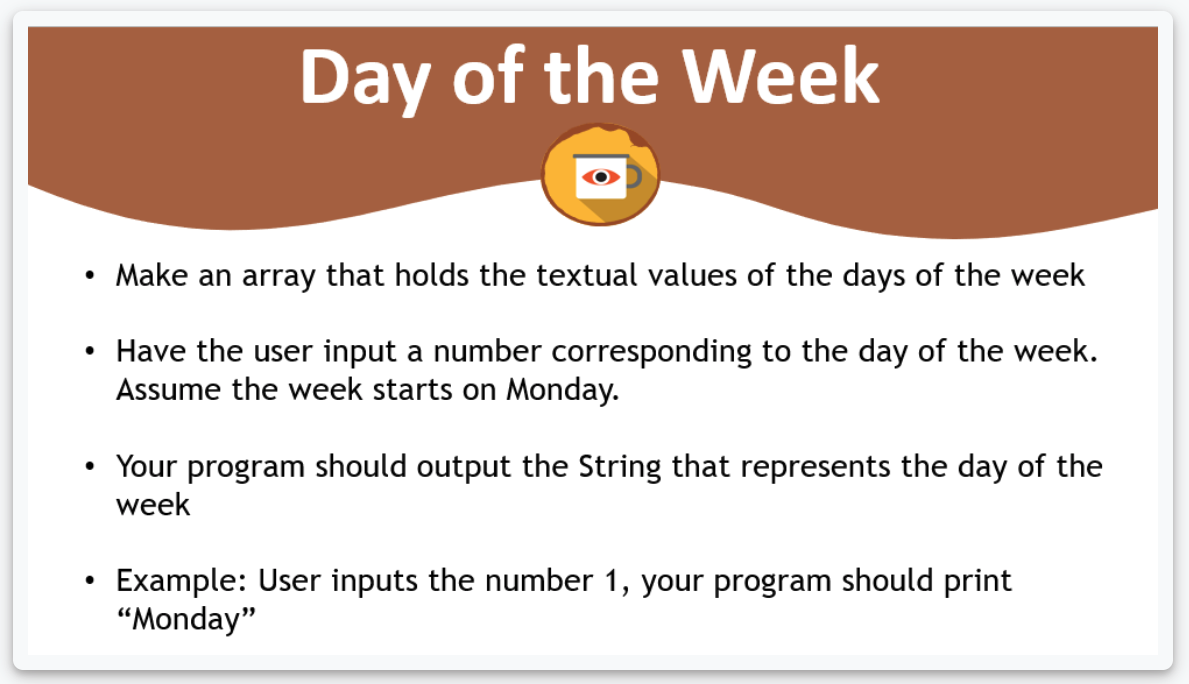 Day of the Week
• Make an array that holds the textual values of the days of the week
• Have the user input a number corresponding to the day of the week.
Assume the week starts on Monday.
• Your program should output the String that represents the day of the
week
• Example: User inputs the number 1, your program should print
“Monday”